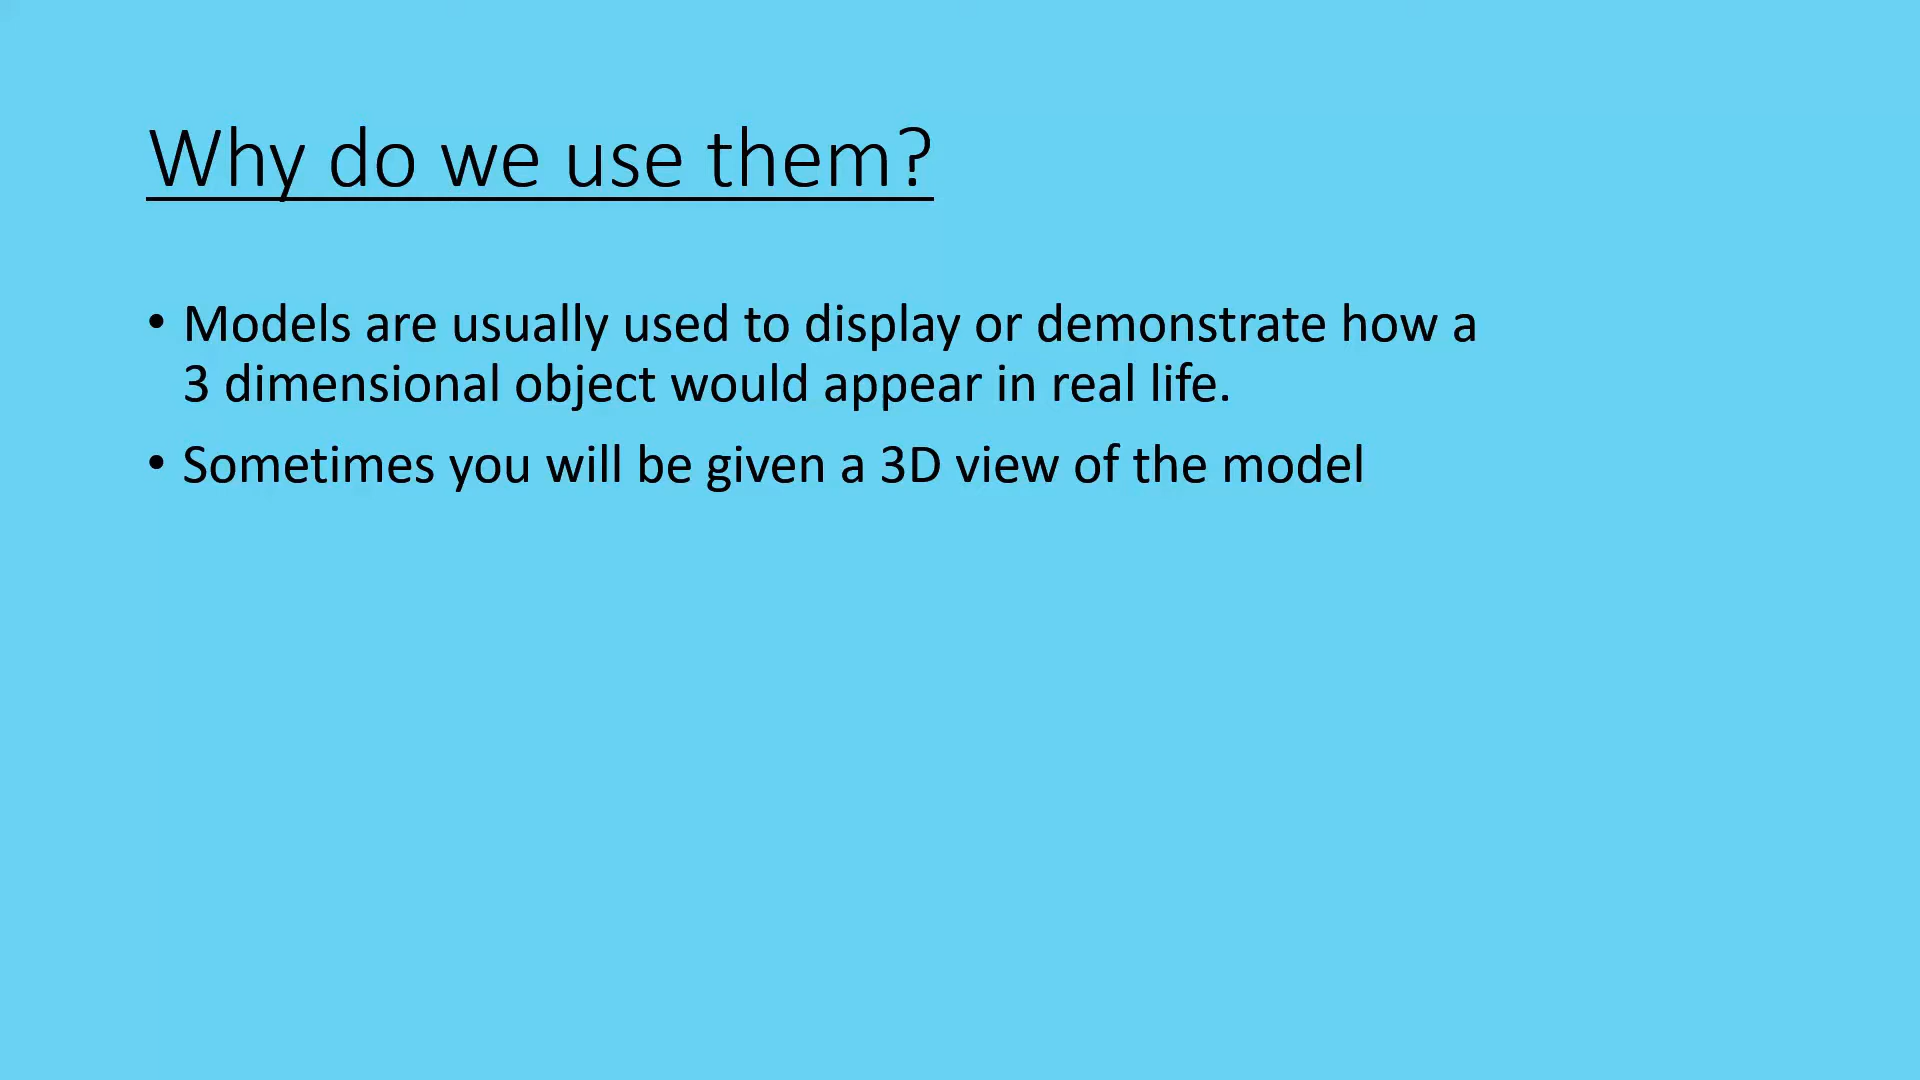 Why do we use them?
• Models are usually used to display or demonstrate how a
3 dimensional object would appear in real life.
• Sometimes you will be given a 3D view of the model